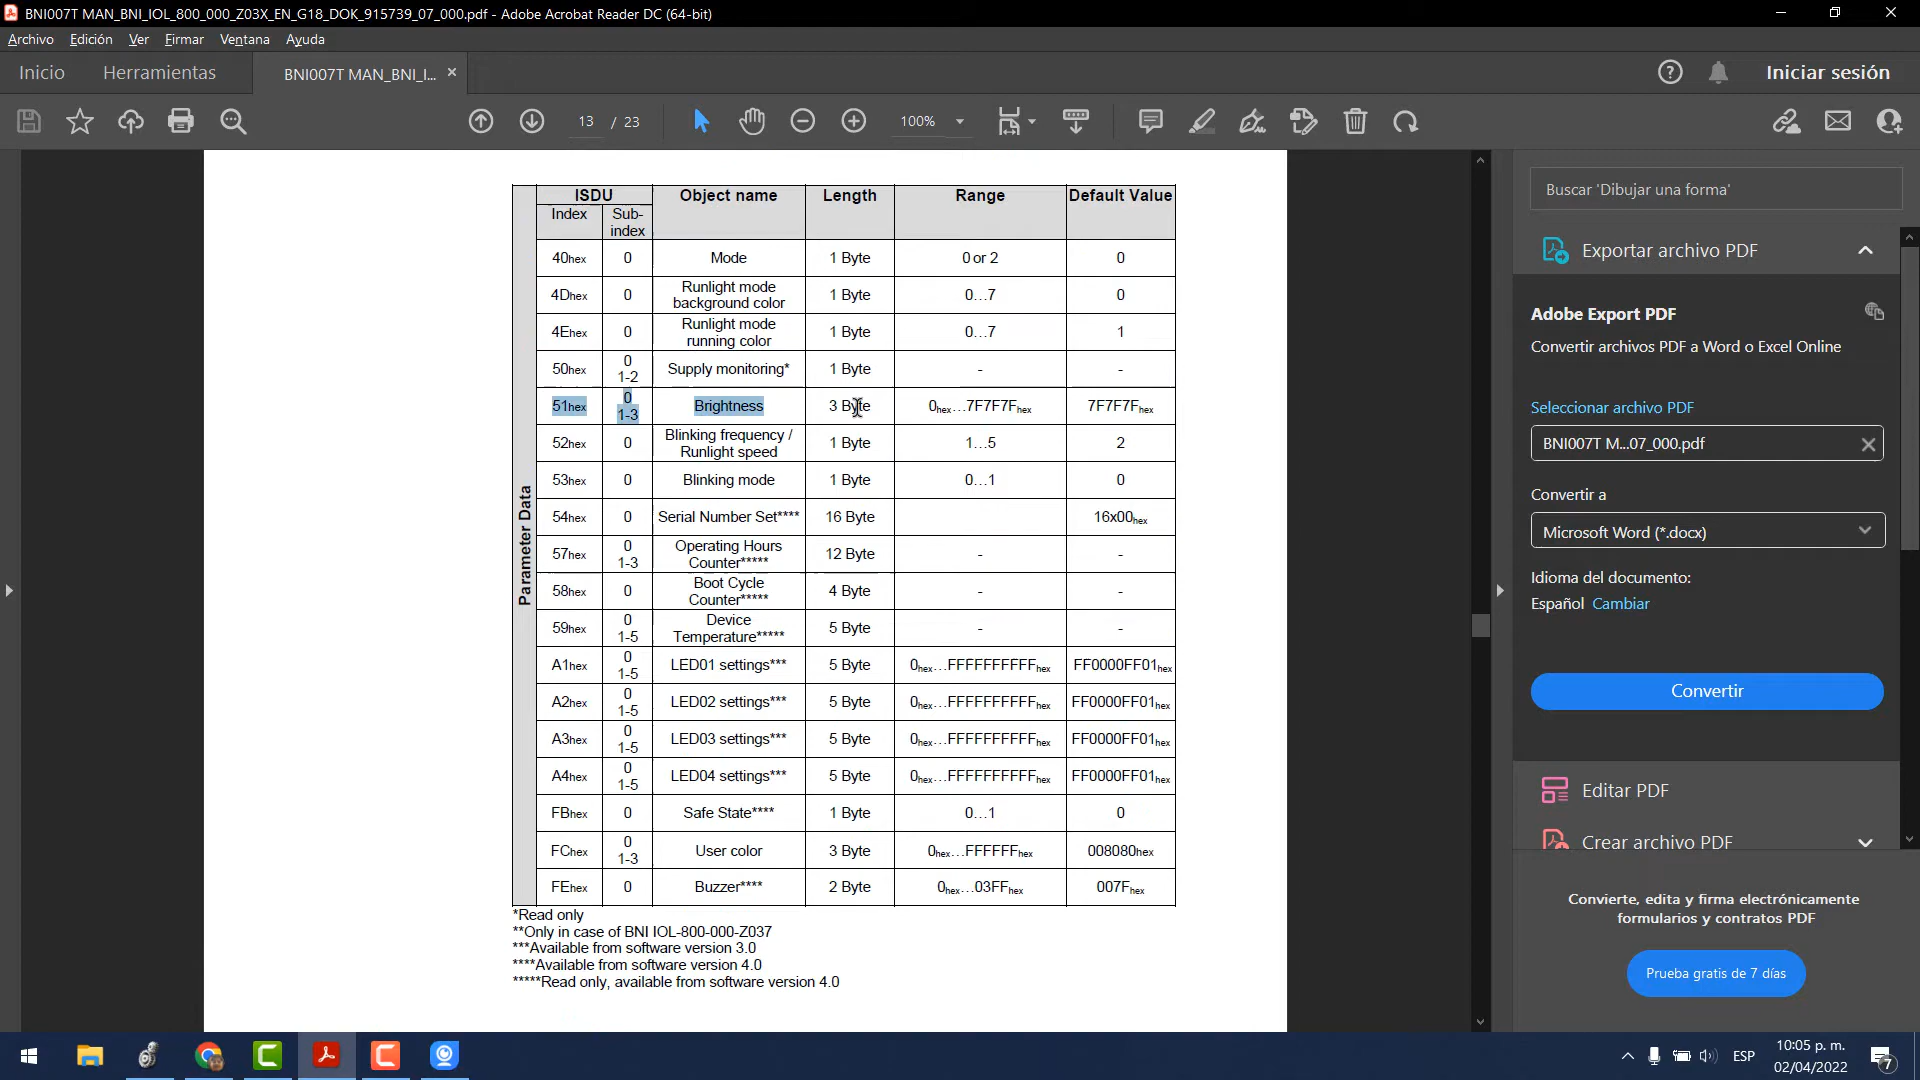 BNI007T MAN_BNI_IOL_800_000_Z03X_EN_G18_DOK_915739_07_000.pdf - Adobe Acrobat Reader DC (64-bit)
Archivo Edición Ver Firmar Ventana Ayuda
Inicio Herramientas BNI007T MAN_BNI_I... × Iniciar sesión
13 / 23 100%
ISDU Object name Length Range Default Value
Index Sub-index
Parameter Data
40hex 0 Mode 1 Byte 0 or 2 0
4Dhex 0 Runlight mode background color 1 Byte 0…7 0
4Ehex 0 Runlight mode running color 1 Byte 0…7 1
50hex 0 1-2 Supply monitoring* 1 Byte - -
51hex 0 1-3 Brightness 3 Byte 0hex…7F7F7Fhex 7F7F7Fhex
52hex 0 Blinking frequency / Runlight speed 1 Byte 1…5 2
53hex 0 Blinking mode 1 Byte 0…1 0
54hex 0 Serial Number Set**** 16 Byte 16x00hex
57hex 0 1-3 Operating Hours Counter***** 12 Byte - -
58hex 0 Boot Cycle Counter***** 4 Byte - -
59hex 0 1-5 Device Temperature***** 5 Byte - -
A1hex 0 1-5 LED01 settings*** 5 Byte 0hex…FFFFFFFFFFhex FF0000FF01hex
A2hex 0 1-5 LED02 settings*** 5 Byte 0hex…FFFFFFFFFFhex FF0000FF01hex
A3hex 0 1-5 LED03 settings*** 5 Byte 0hex…FFFFFFFFFFhex FF0000FF01hex
A4hex 0 1-5 LED04 settings*** 5 Byte 0hex…FFFFFFFFFFhex FF0000FF01hex
FBhex 0 Safe State**** 1 Byte 0…1 0
FChex 0 1-3 User color 3 Byte 0hex…FFFFFFhex 008080hex
FEhex 0 Buzzer**** 2 Byte 0hex…03FFhex 007Fhex
*Read only
**Only in case of BNI IOL-800-000-Z037
***Available from software version 3.0
****Available from software version 4.0
*****Read only, available from software version 4.0
Buscar 'Dibujar una forma'
Exportar archivo PDF
Adobe Export PDF
Convertir archivos PDF a Word o Excel Online
Seleccionar archivo PDF
BNI007T M...07_000.pdf
Convertir a
Microsoft Word (*.docx)
Idioma del documento:
Español Cambiar
Convertir
Editar PDF
Crear archivo PDF
Convierte, edita y firma electrónicamente
formularios y contratos PDF
Prueba gratis de 7 días
ESP
10:05 p. m.
02/04/2022
7